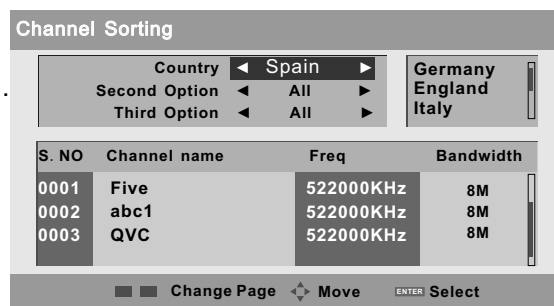 Channel Sorting
Country ◄ Spain ►
Second Option ◄ All ►
Third Option ◄ All ►
Germany
England
Italy
S. NO Channel name Freq Bandwidth
0001 Five 522000KHz 8M
0002 abc1 522000KHz 8M
0003 QVC 522000KHz 8M
Change Page Move ENTER Select